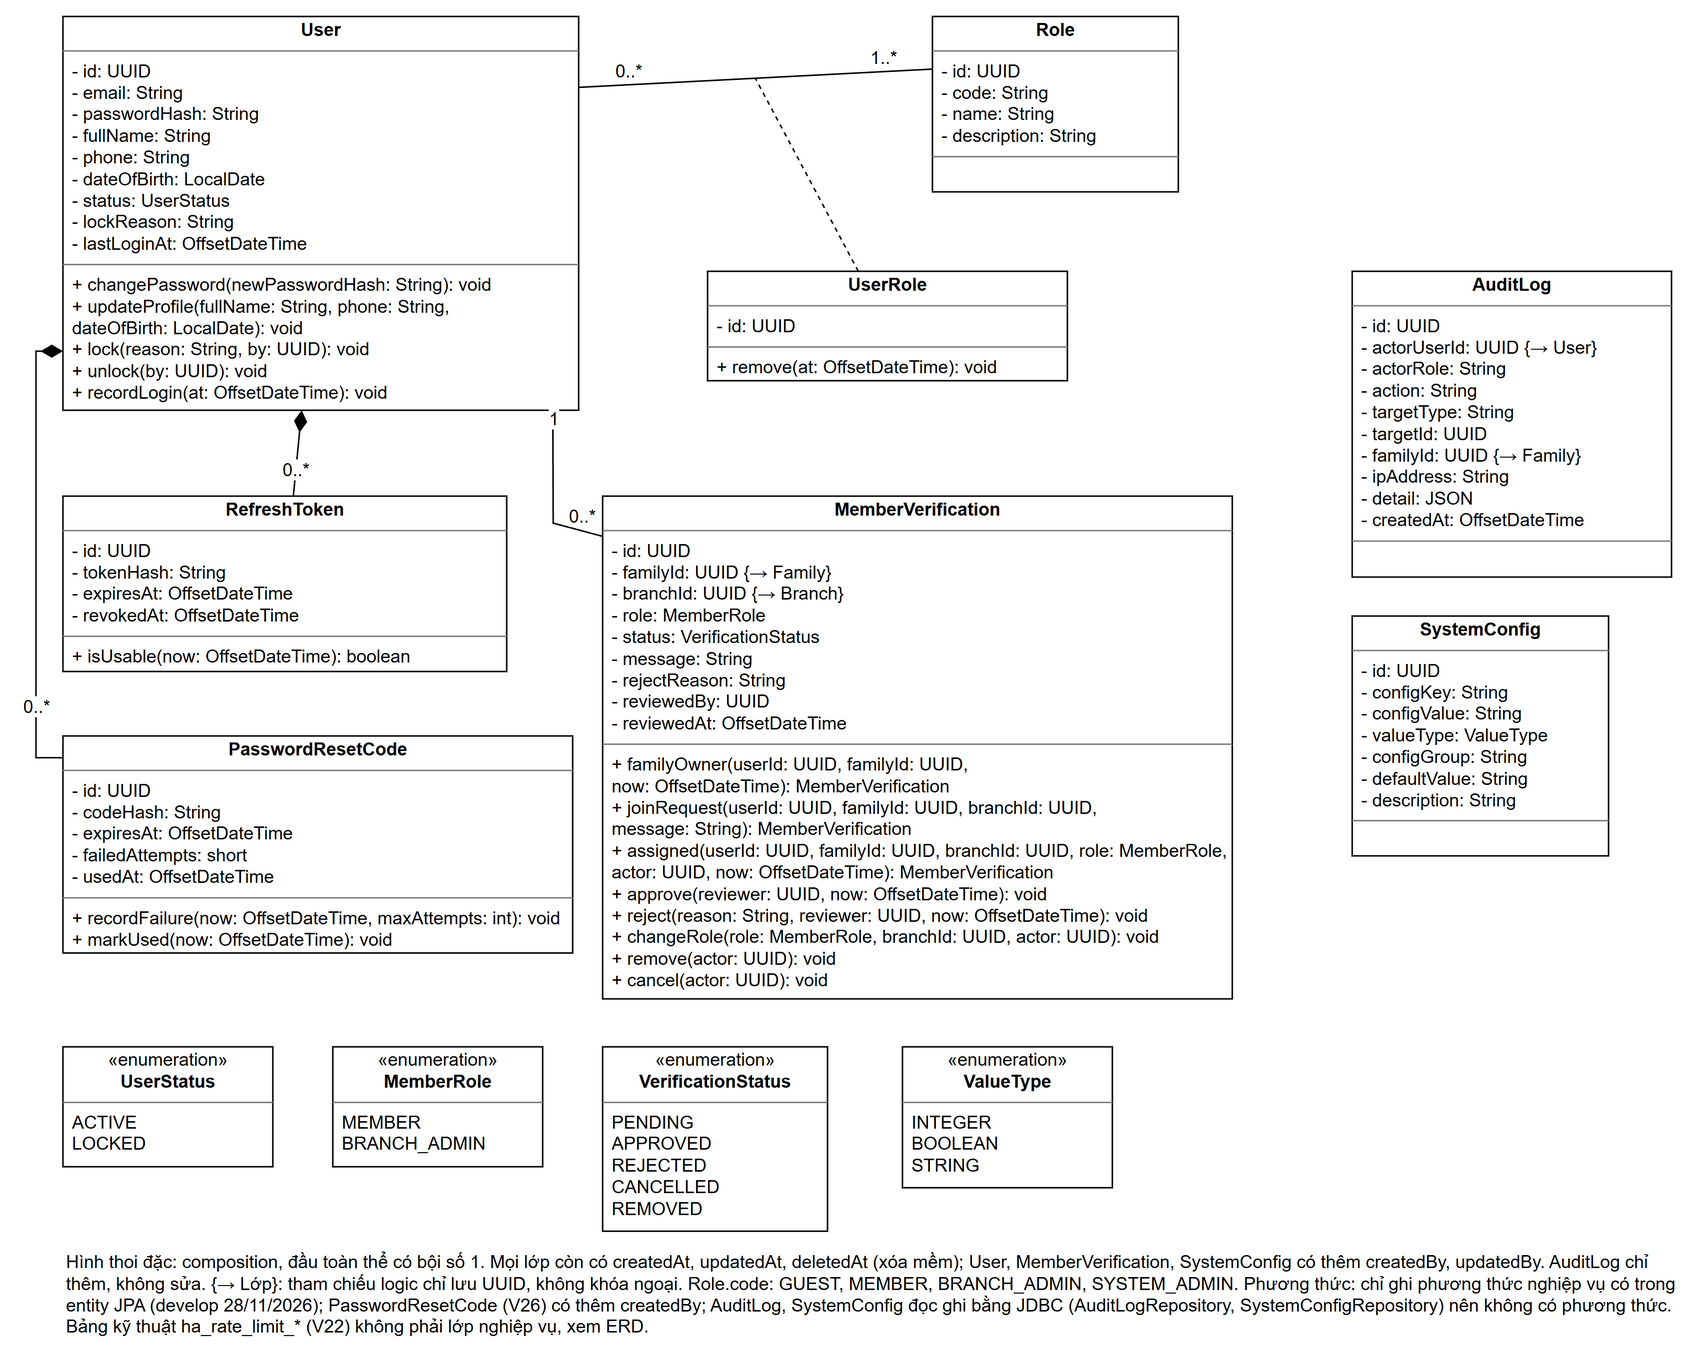 User
- id: UUID
- email: String
- passwordHash: String
- fullName: String
- phone: String
- dateOfBirth: LocalDate
- status: UserStatus
- lockReason: String
- lastLoginAt: OffsetDateTime
+ changePassword(newPasswordHash: String): void
+ updateProfile(fullName: String, phone: String,
dateOfBirth: LocalDate): void
+ lock(reason: String, by: UUID): void
+ unlock(by: UUID): void
+ recordLogin(at: OffsetDateTime): void
0..*
1..*
Role
- id: UUID
- code: String
- name: String
- description: String
UserRole
- id: UUID
+ remove(at: OffsetDateTime): void
AuditLog
- id: UUID
- actorUserId: UUID {→ User}
- actorRole: String
- action: String
- targetType: String
- targetId: UUID
- familyId: UUID {→ Family}
- ipAddress: String
- detail: JSON
- createdAt: OffsetDateTime
1
0..*
0..*
0..*
RefreshToken
- id: UUID
- tokenHash: String
- expiresAt: OffsetDateTime
- revokedAt: OffsetDateTime
+ isUsable(now: OffsetDateTime): boolean
MemberVerification
- id: UUID
- familyId: UUID {→ Family}
- branchId: UUID {→ Branch}
- role: MemberRole
- status: VerificationStatus
- message: String
- rejectReason: String
- reviewedBy: UUID
- reviewedAt: OffsetDateTime
+ familyOwner(userId: UUID, familyId: UUID,
now: OffsetDateTime): MemberVerification
+ joinRequest(userId: UUID, familyId: UUID, branchId: UUID,
message: String): MemberVerification
+ assigned(userId: UUID, familyId: UUID, branchId: UUID, role: MemberRole,
actor: UUID, now: OffsetDateTime): MemberVerification
+ approve(reviewer: UUID, now: OffsetDateTime): void
+ reject(reason: String, reviewer: UUID, now: OffsetDateTime): void
+ changeRole(role: MemberRole, branchId: UUID, actor: UUID): void
+ remove(actor: UUID): void
+ cancel(actor: UUID): void
SystemConfig
- id: UUID
- configKey: String
- configValue: String
- valueType: ValueType
- configGroup: String
- defaultValue: String
- description: String
PasswordResetCode
- id: UUID
- codeHash: String
- expiresAt: OffsetDateTime
- failedAttempts: short
- usedAt: OffsetDateTime
+ recordFailure(now: OffsetDateTime, maxAttempts: int): void
+ markUsed(now: OffsetDateTime): void
«enumeration»
UserStatus
ACTIVE
LOCKED
«enumeration»
MemberRole
MEMBER
BRANCH_ADMIN
«enumeration»
VerificationStatus
PENDING
APPROVED
REJECTED
CANCELLED
REMOVED
«enumeration»
ValueType
INTEGER
BOOLEAN
STRING
Hình thoi đặc: composition, đầu toàn thể có bội số 1. Mọi lớp còn có createdAt, updatedAt, deletedAt (xóa mềm); User, MemberVerification, SystemConfig có thêm createdBy, updatedBy. AuditLog chỉ
thêm, không sửa. {→ Lớp}: tham chiếu logic chỉ lưu UUID, không khóa ngoại. Role.code: GUEST, MEMBER, BRANCH_ADMIN, SYSTEM_ADMIN. Phương thức: chỉ ghi phương thức nghiệp vụ có trong
entity JPA (develop 28/11/2026); PasswordResetCode (V26) có thêm createdBy; AuditLog, SystemConfig đọc ghi bằng JDBC (AuditLogRepository, SystemConfigRepository) nên không có phương thức.
Bảng kỹ thuật ha_rate_limit_* (V22) không phải lớp nghiệp vụ, xem ERD.